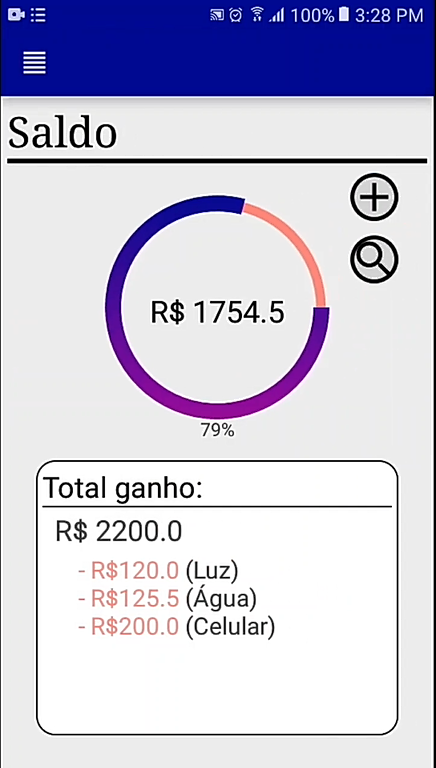 100% 3:28 PM
Saldo
R$ 1754.5
79%
Total ganho:
R$ 2200.0
- R$120.0 (Luz)
- R$125.5 (Água)
- R$200.0 (Celular)